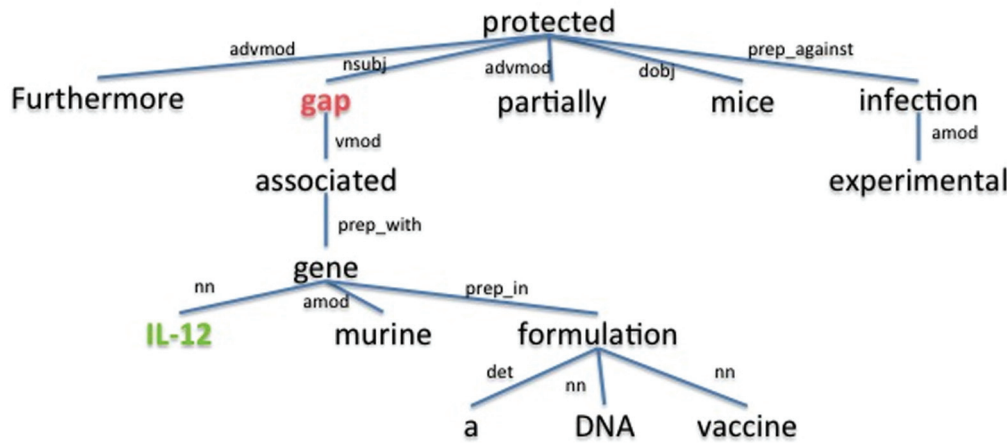 protected
advmod nsubj advmod dobj prep_against
Furthermore gap partially mice infection
vmod amod
associated experimental
prep_with
gene
nn amod prep_in
IL-12 murine formulation
det nn nn
a DNA vaccine